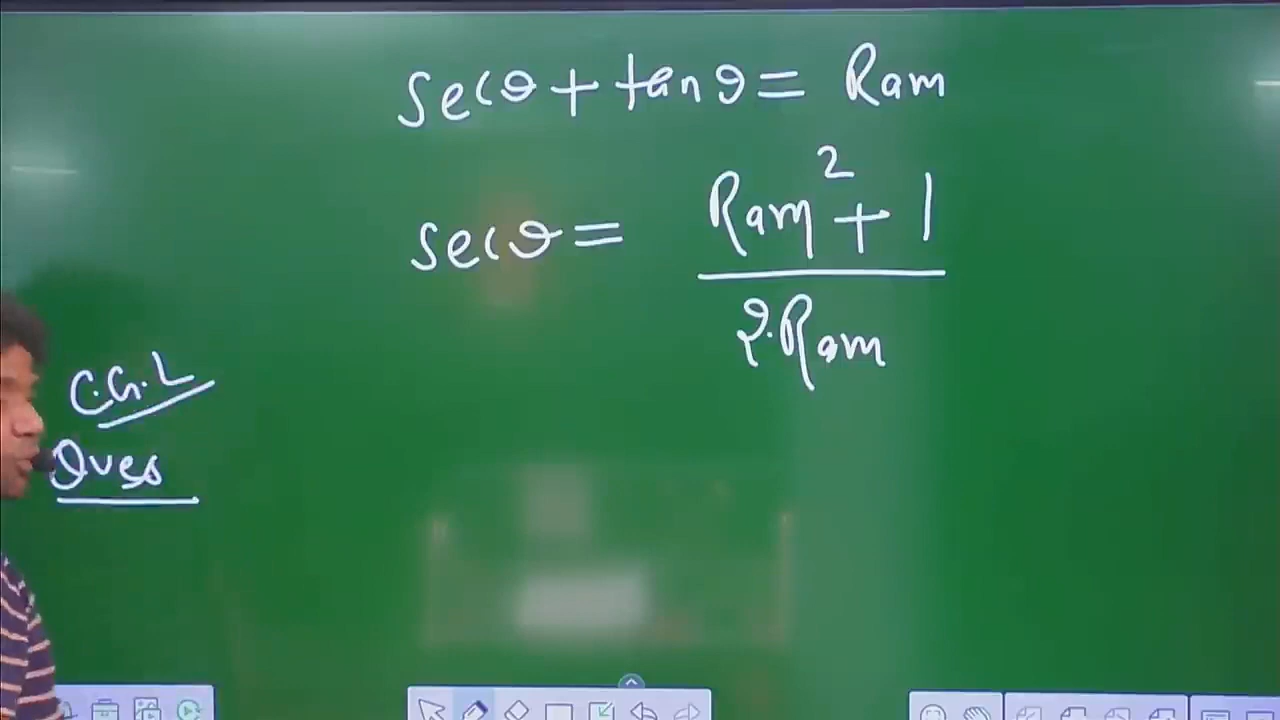 secθ + tanθ = Ram
secθ = Ram² + 1
2.Ram
C.G.L
Ques